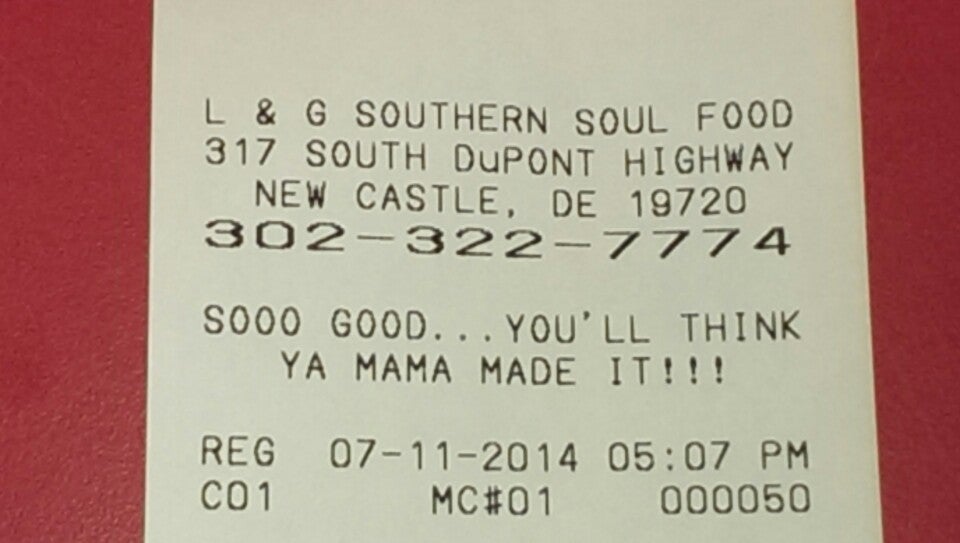 L & G SOUTHERN SOUL FOOD
317 SOUTH DuPONT HIGHWAY
NEW CASTLE, DE 19720
302-322-7774
SOOO GOOD...YOU'LL THINK
YA MAMA MADE IT!!!
REG 07-11-2014 05:07 PM
C01 MC#01 000050